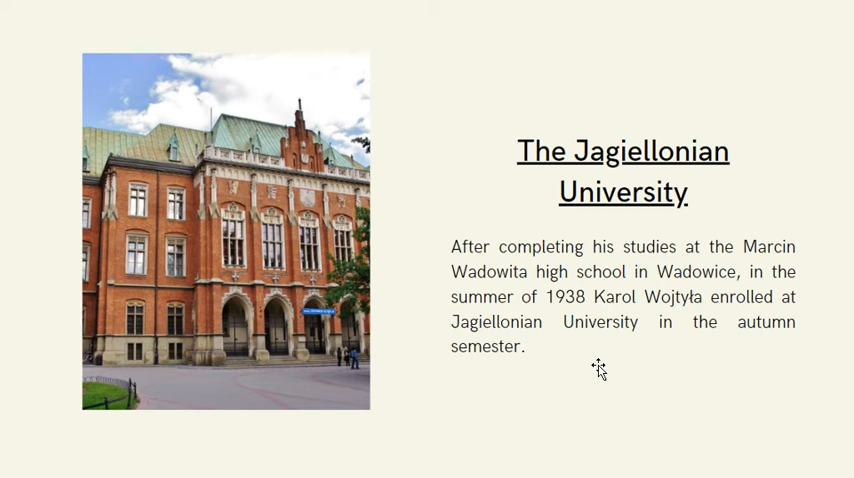 The Jagiellonian
University
After completing his studies at the Marcin
Wadowita high school in Wadowice, in the
summer of 1938 Karol Wojtyła enrolled at
Jagiellonian University in the autumn
semester.